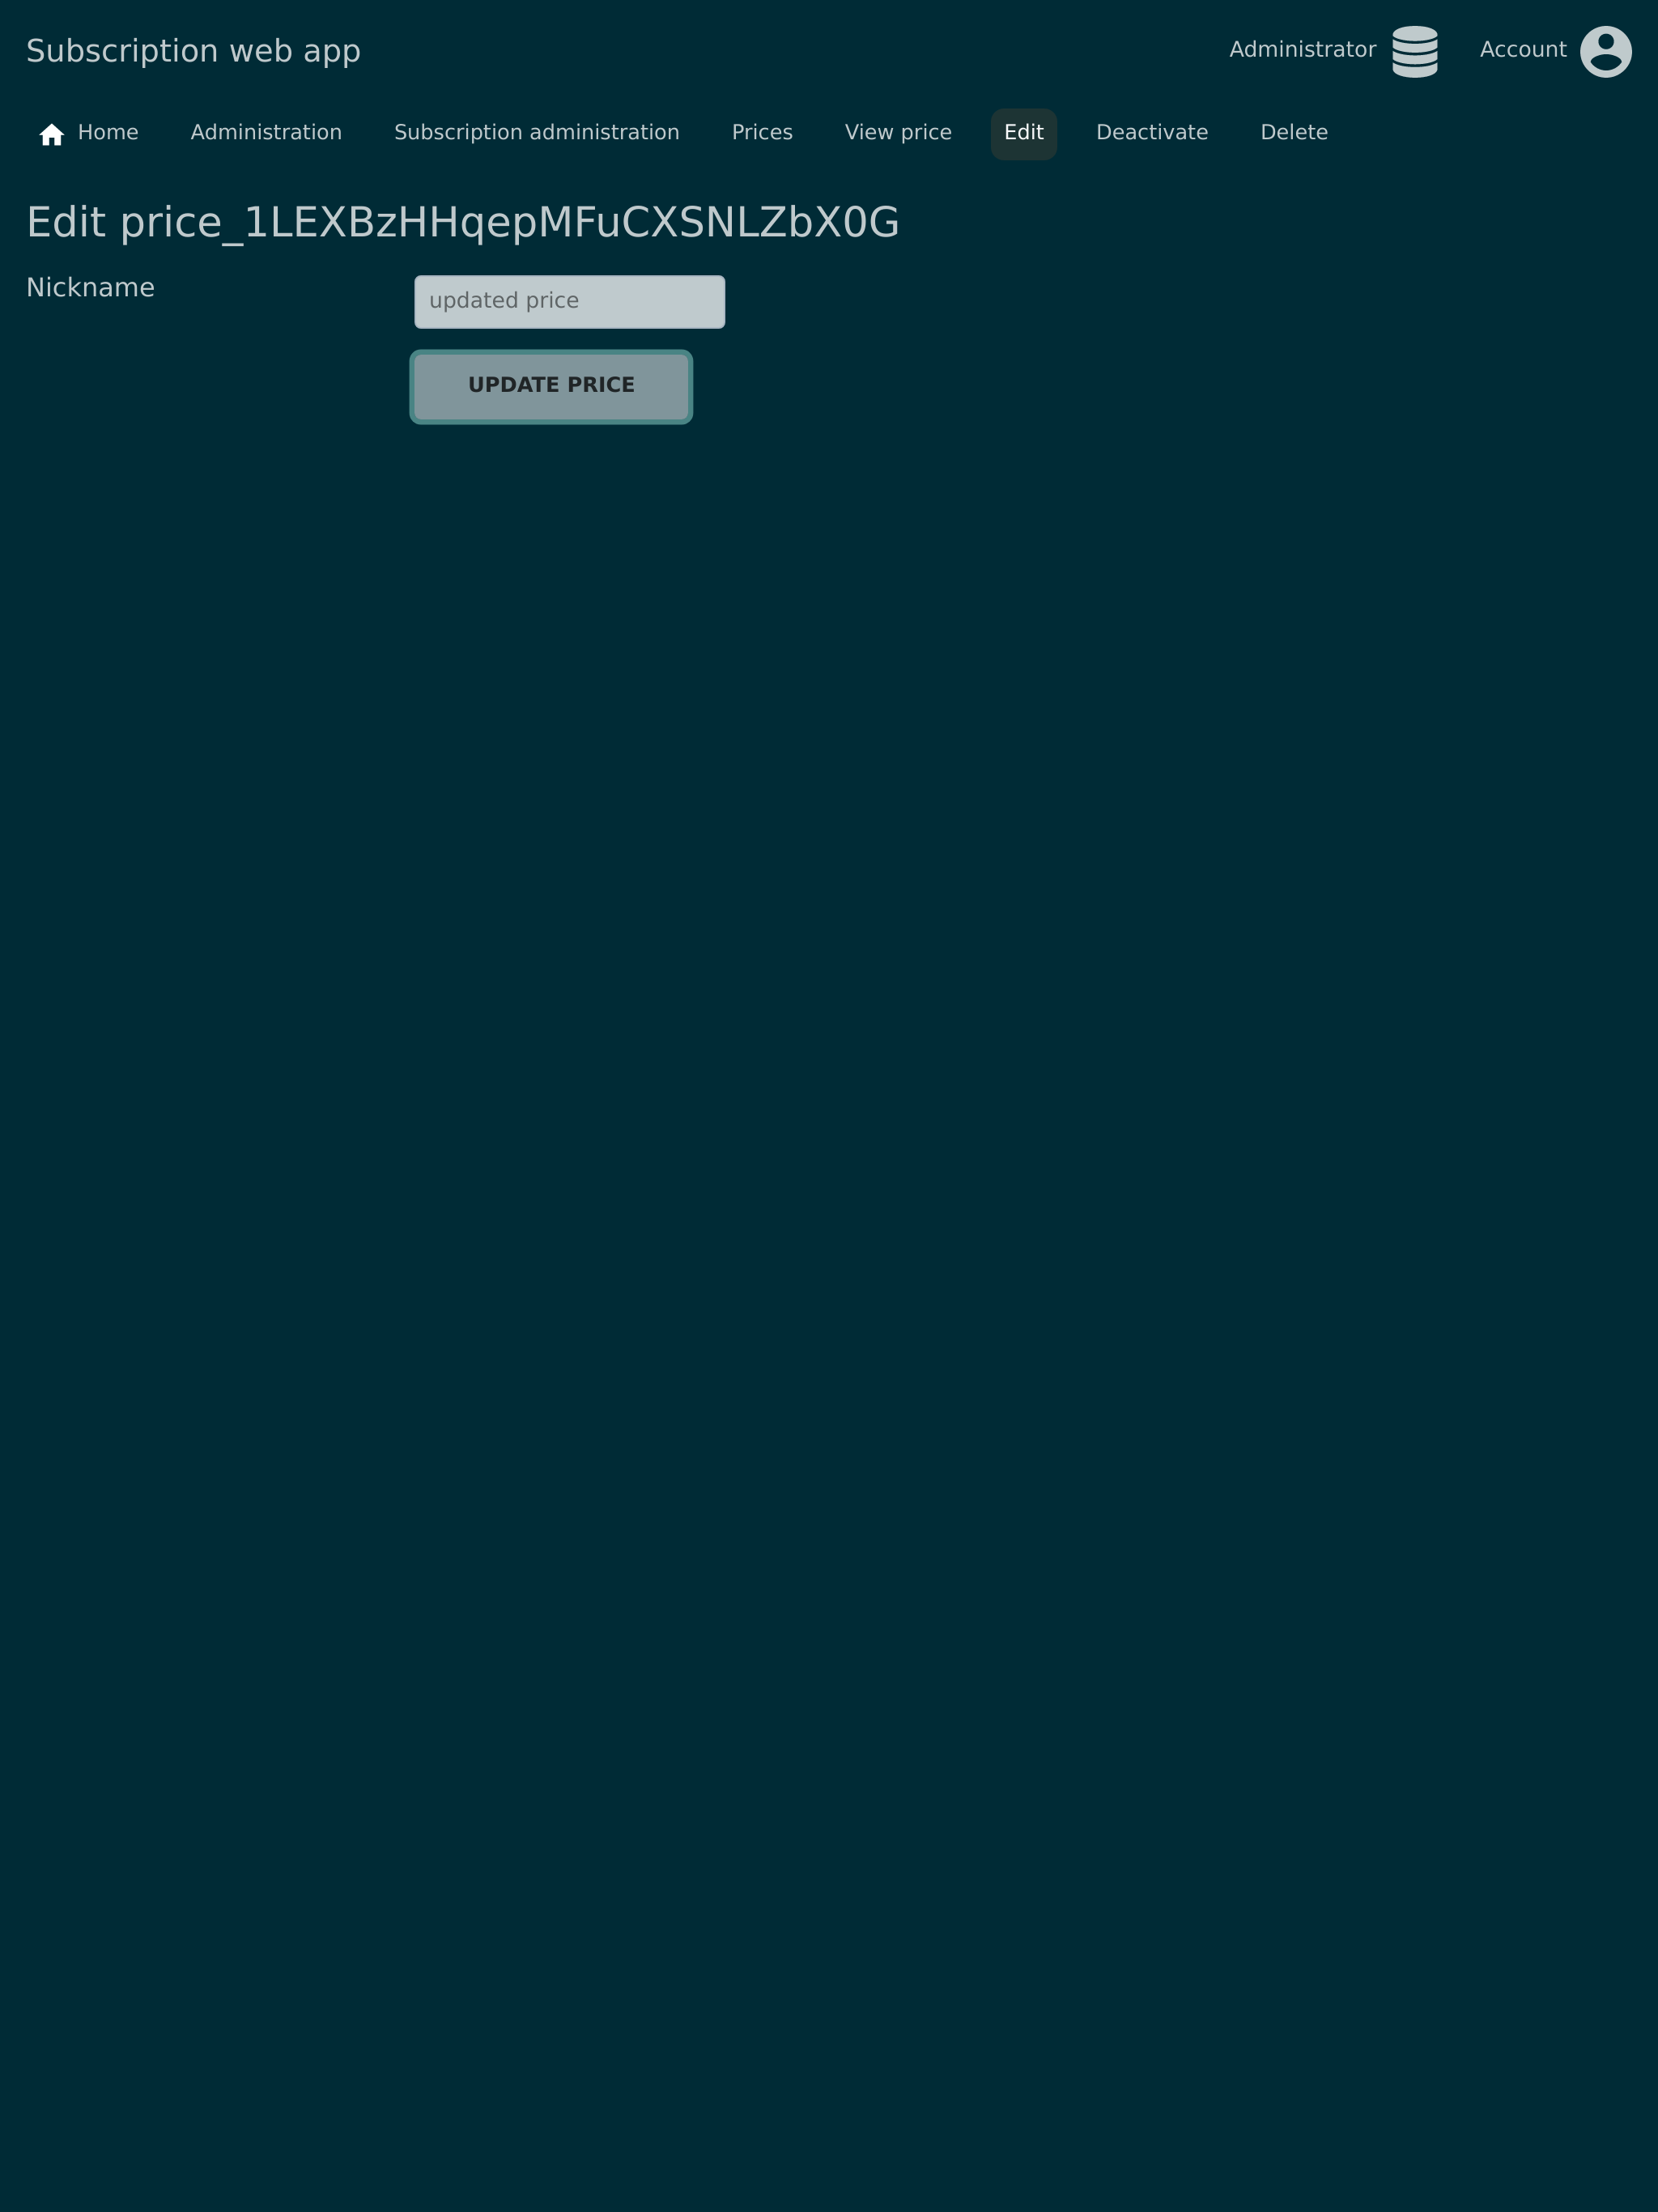 Subscription web app Administrator Account
Home Administration Subscription administration Prices View price Edit Deactivate Delete
Edit price_1LEXBzHHqepMFuCXSNLZbX0G
Nickname updated price
UPDATE PRICE